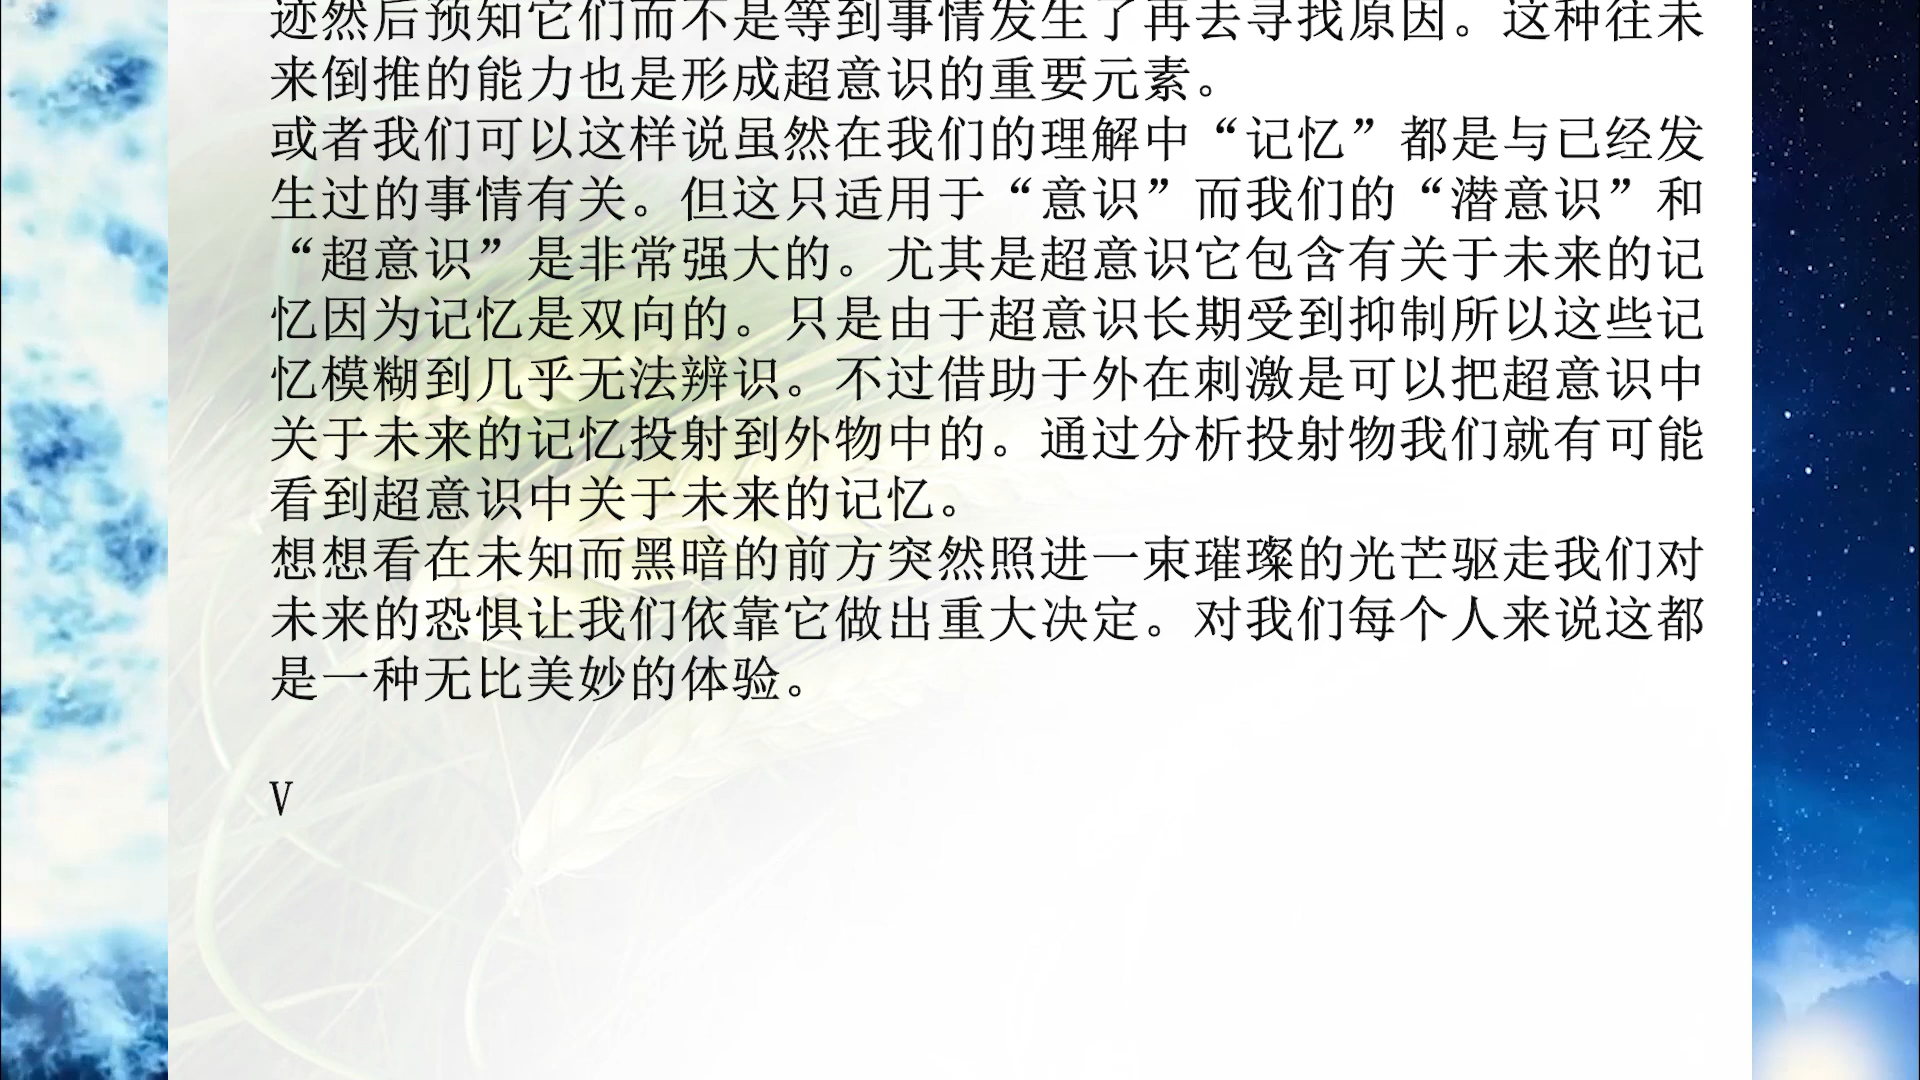 迹然后预知它们而不是等到事情发生了再去寻找原因。这种往未
来倒推的能力也是形成超意识的重要元素。
或者我们可以这样说虽然在我们的理解中“记忆”都是与已经发
生过的事情有关。但这只适用于“意识”而我们的“潜意识”和
“超意识”是非常强大的。尤其是超意识它包含有关于未来的记
忆因为记忆是双向的。只是由于超意识长期受到抑制所以这些记
忆模糊到几乎无法辨识。不过借助于外在刺激是可以把超意识中
关于未来的记忆投射到外物中的。通过分析投射物我们就有可能
看到超意识中关于未来的记忆。
想想看在未知而黑暗的前方突然照进一束璀璨的光芒驱走我们对
未来的恐惧让我们依靠它做出重大决定。对我们每个人来说这都
是一种无比美妙的体验。
V